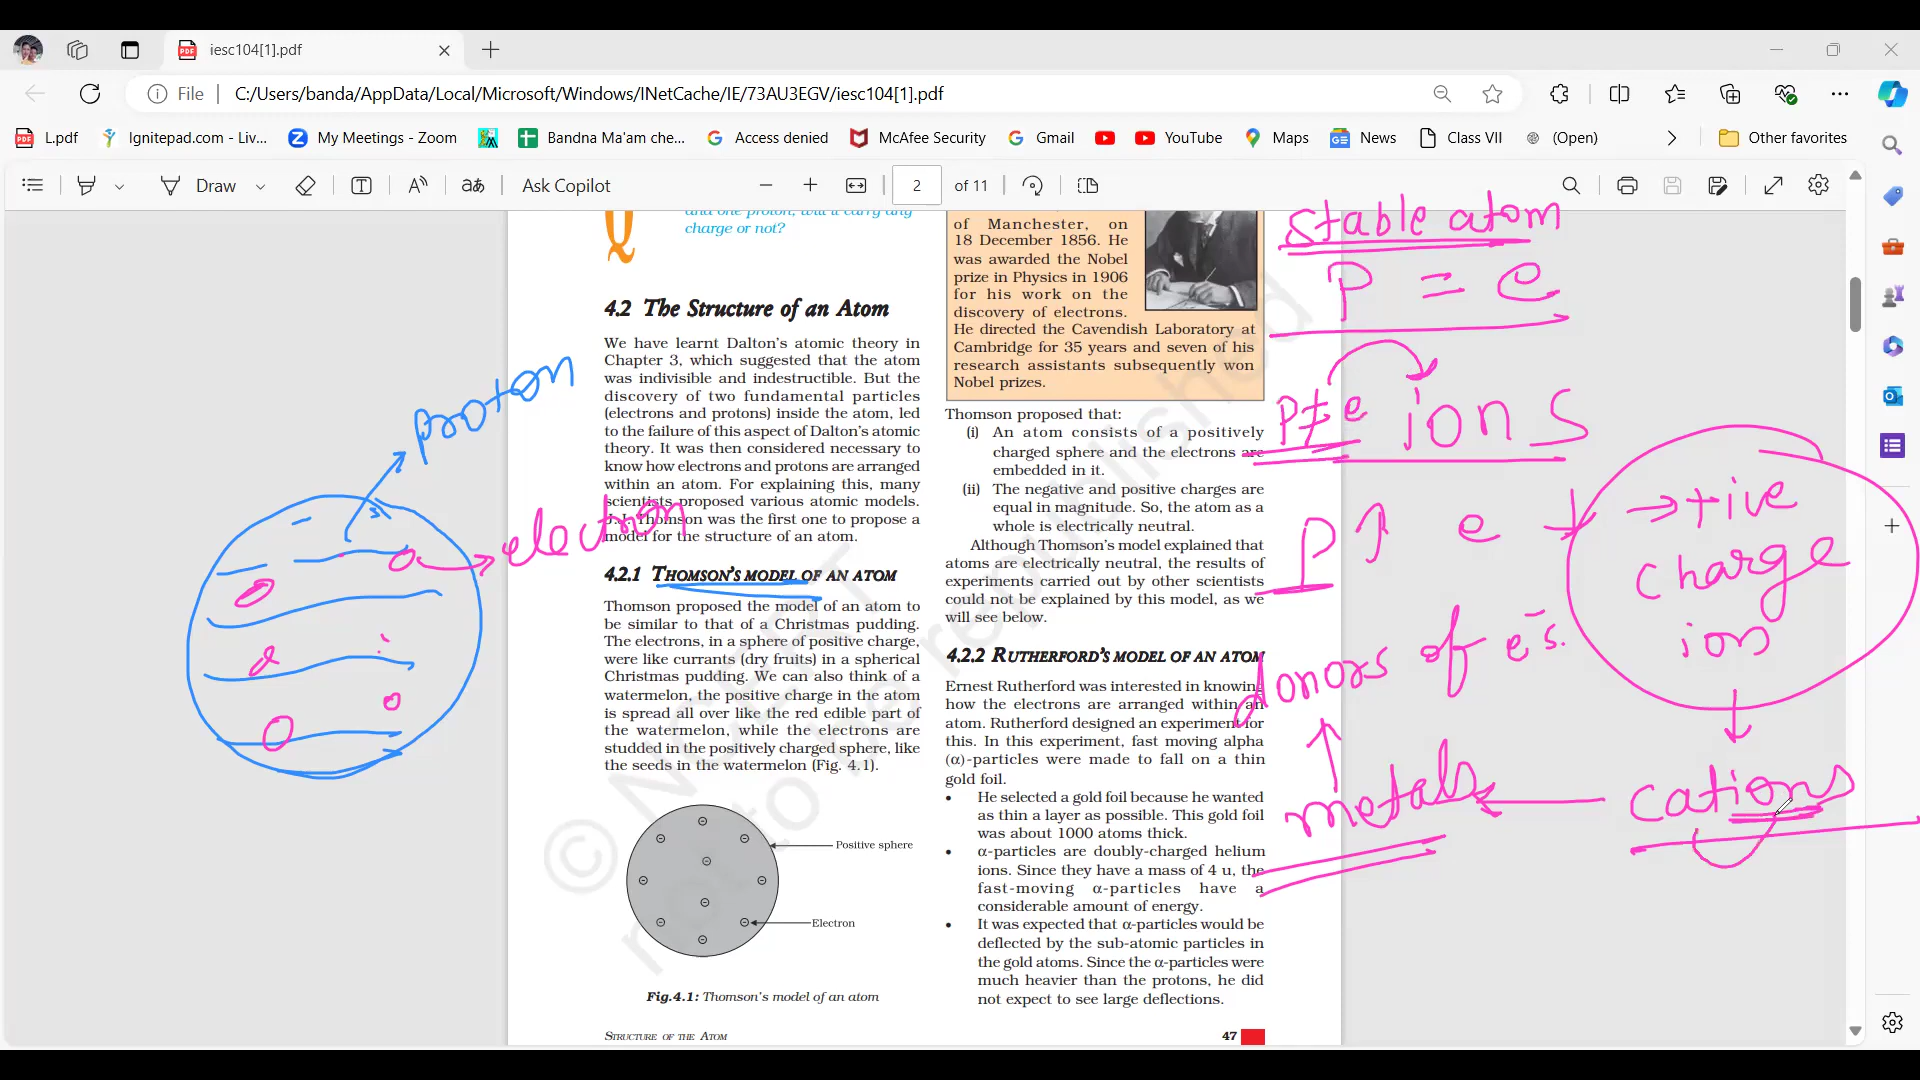 iesc104[1].pdf
File
C:/Users/banda/AppData/Local/Microsoft/Windows/INetCache/IE/73AU3EGV/iesc104[1].pdf
L.pdf
Ignitepad.com - Liv...
My Meetings - Zoom
Bandna Ma'am che...
Access denied
McAfee Security
Gmail
YouTube
Maps
News
Class VII
(Open)
Other favorites
Draw
Ask Copilot
2 of 11
and one proton, will it carry any
charge or not?
Q
4.2 The Structure of an Atom
We have learnt Dalton's atomic theory in
Chapter 3, which suggested that the atom
was indivisible and indestructible. But the
discovery of two fundamental particles
(electrons and protons) inside the atom, led
to the failure of this aspect of Dalton's atomic
theory. It was then considered necessary to
know how electrons and protons are arranged
within an atom. For explaining this, many
scientists proposed various atomic models.
J.J. Thomson was the first one to propose a
model for the structure of an atom.
4.2.1 THOMSON'S MODEL OF AN ATOM
Thomson proposed the model of an atom to
be similar to that of a Christmas pudding.
The electrons, in a sphere of positive charge,
were like currants (dry fruits) in a spherical
Christmas pudding. We can also think of a
watermelon, the positive charge in the atom
is spread all over like the red edible part of
the watermelon, while the electrons are
studded in the positively charged sphere, like
the seeds in the watermelon (Fig. 4.1).
Positive sphere
Electron
Fig.4.1: Thomson's model of an atom
of Manchester, on
18 December 1856. He
was awarded the Nobel
prize in Physics in 1906
for his work on the
discovery of electrons.
He directed the Cavendish Laboratory at
Cambridge for 35 years and seven of his
research assistants subsequently won
Nobel prizes.
Thomson proposed that:
(i) An atom consists of a positively
charged sphere and the electrons are
embedded in it.
(ii) The negative and positive charges are
equal in magnitude. So, the atom as a
whole is electrically neutral.
Although Thomson's model explained that
atoms are electrically neutral, the results of
experiments carried out by other scientists
could not be explained by this model, as we
will see below.
4.2.2 RUTHERFORD'S MODEL OF AN ATOM
Ernest Rutherford was interested in knowing
how the electrons are arranged within an
atom. Rutherford designed an experiment for
this. In this experiment, fast moving alpha
(α)-particles were made to fall on a thin
gold foil.
• He selected a gold foil because he wanted
as thin a layer as possible. This gold foil
was about 1000 atoms thick.
• α-particles are doubly-charged helium
ions. Since they have a mass of 4 u, the
fast-moving α-particles have a
considerable amount of energy.
• It was expected that α-particles would be
deflected by the sub-atomic particles in
the gold atoms. Since the α-particles were
much heavier than the protons, he did
not expect to see large deflections.
STRUCTURE OF THE ATOM
47
© NCERT
not to be republished
proton
electron
stable atom
P = e
P ≠ e ions
P ↑ e ↓ → +ive
charge
ion
donors of e⁻s.
metals ← cations